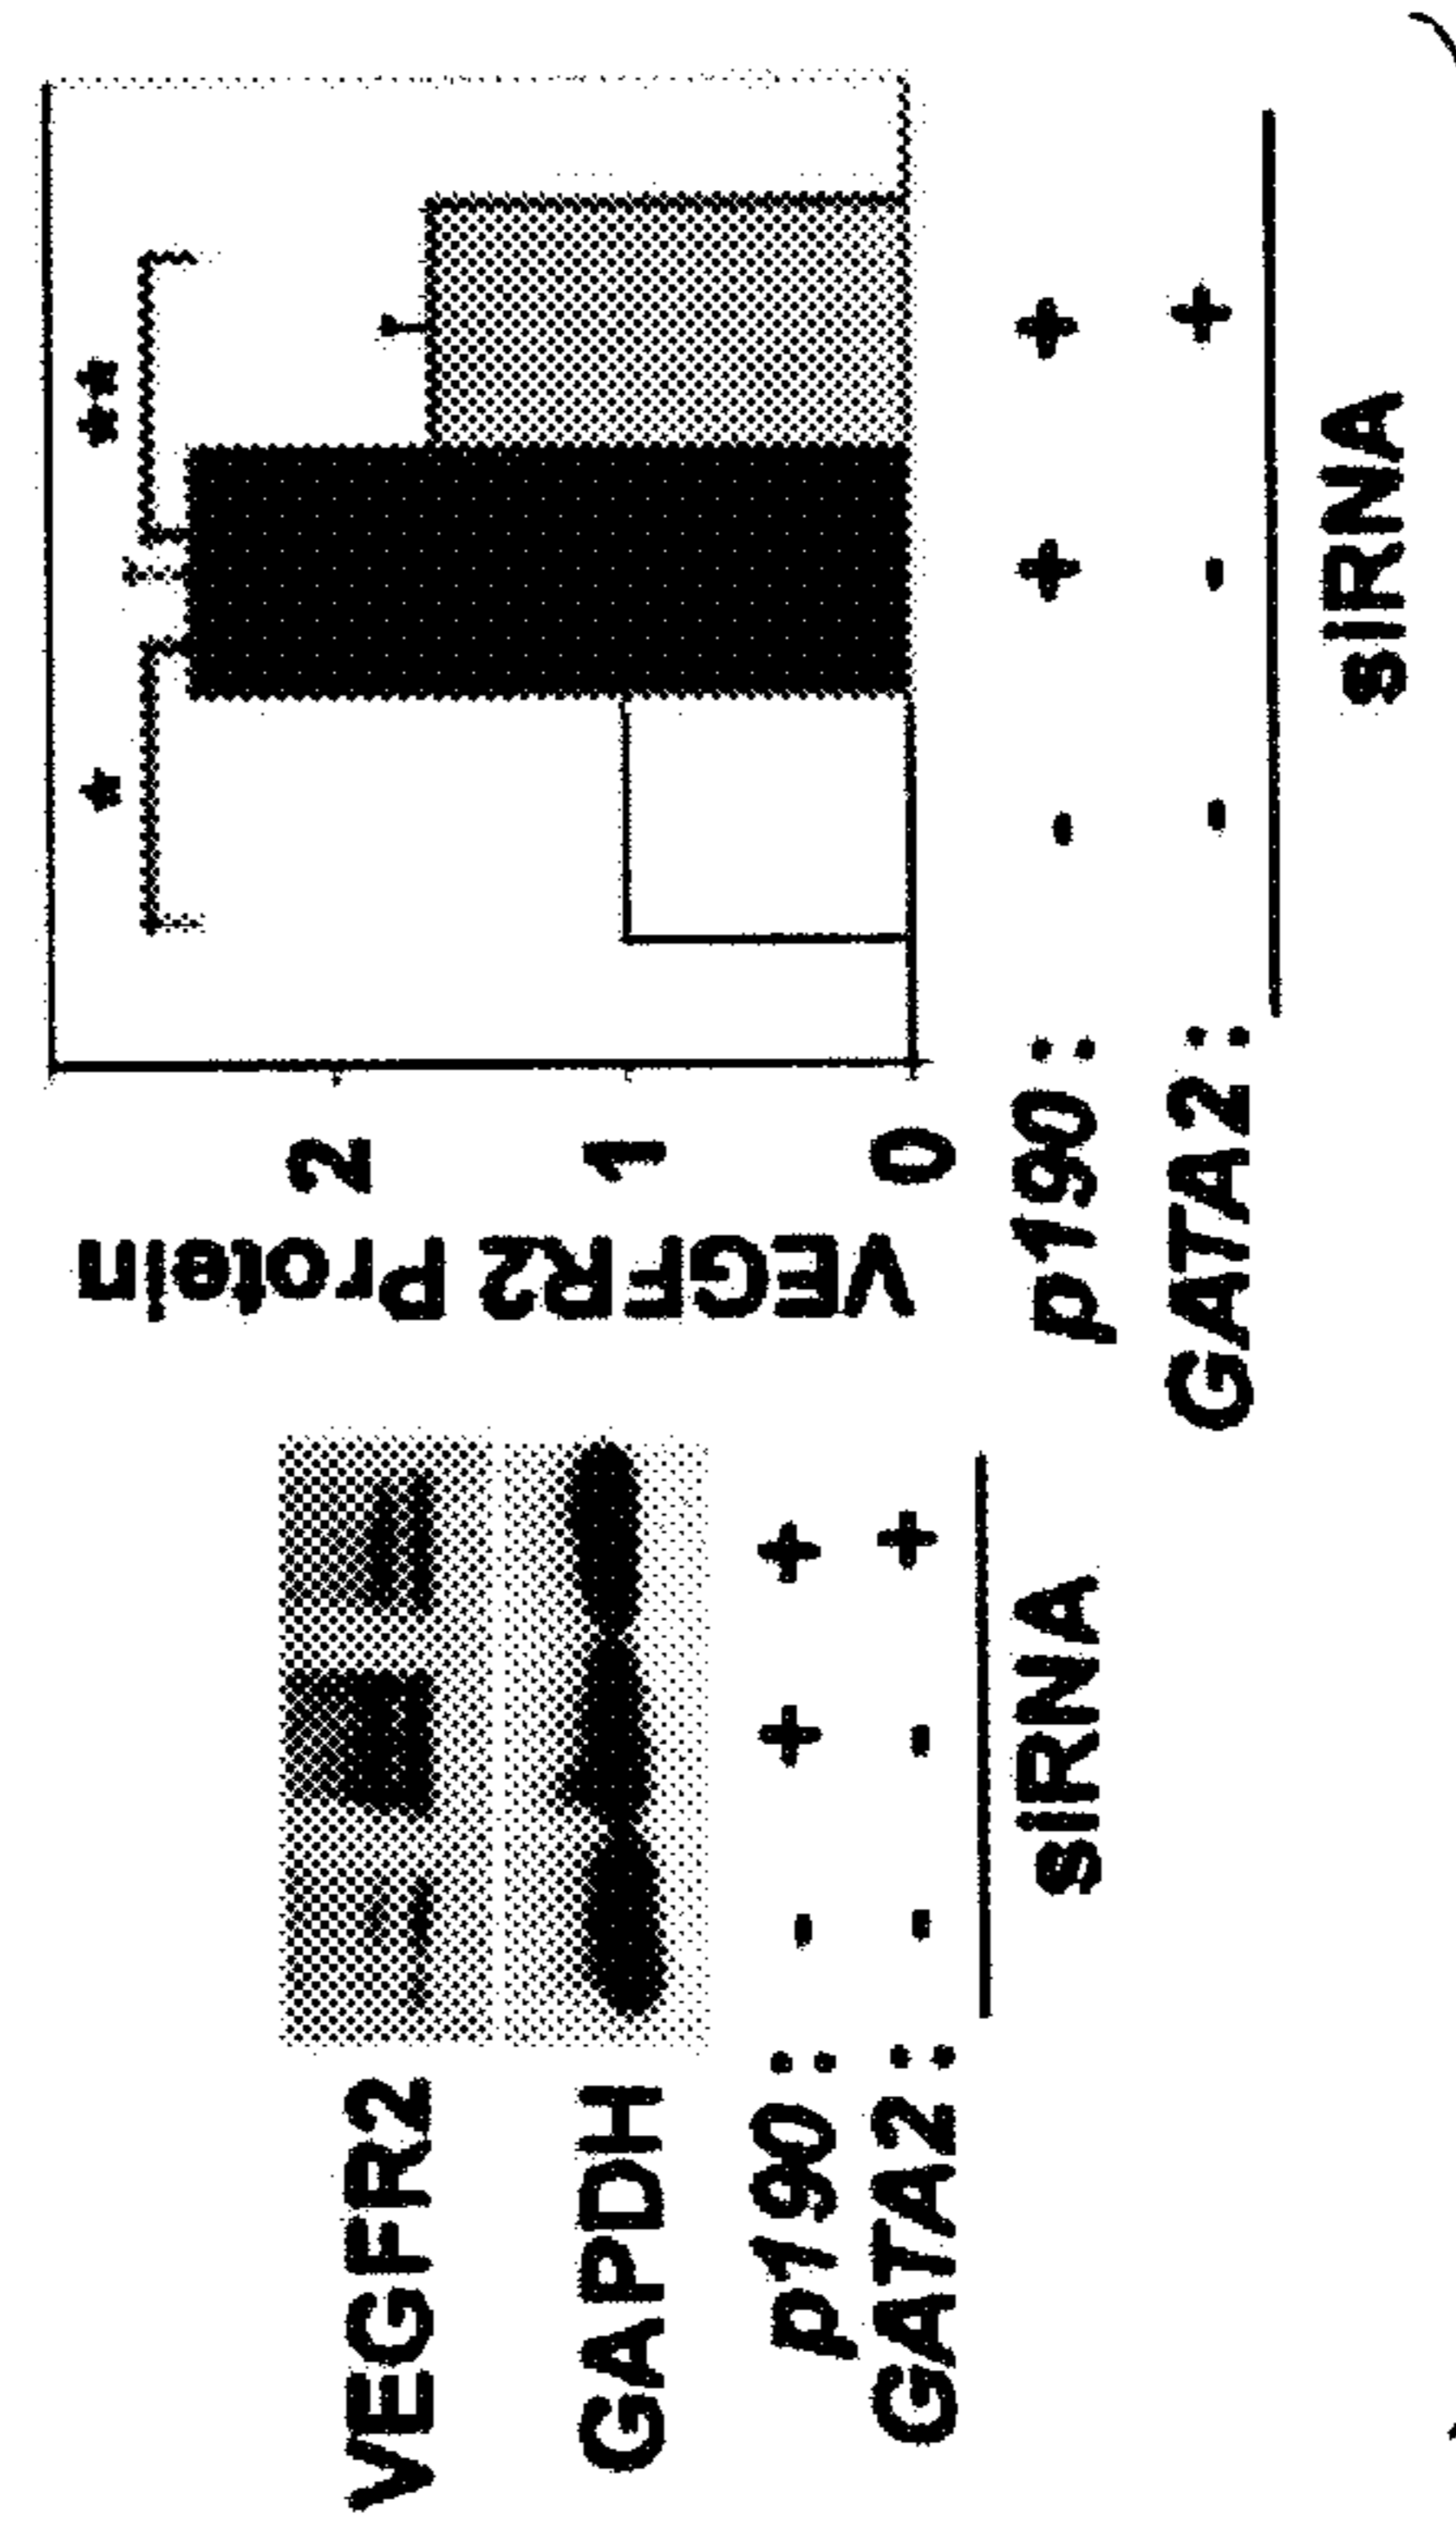 VEGFR2
GAPDH
p190: - + +
GATA2: - - +
siRNA
VEGFR2 Protein
2
1
0
* **
p190: - + +
GATA2: - - +
siRNA